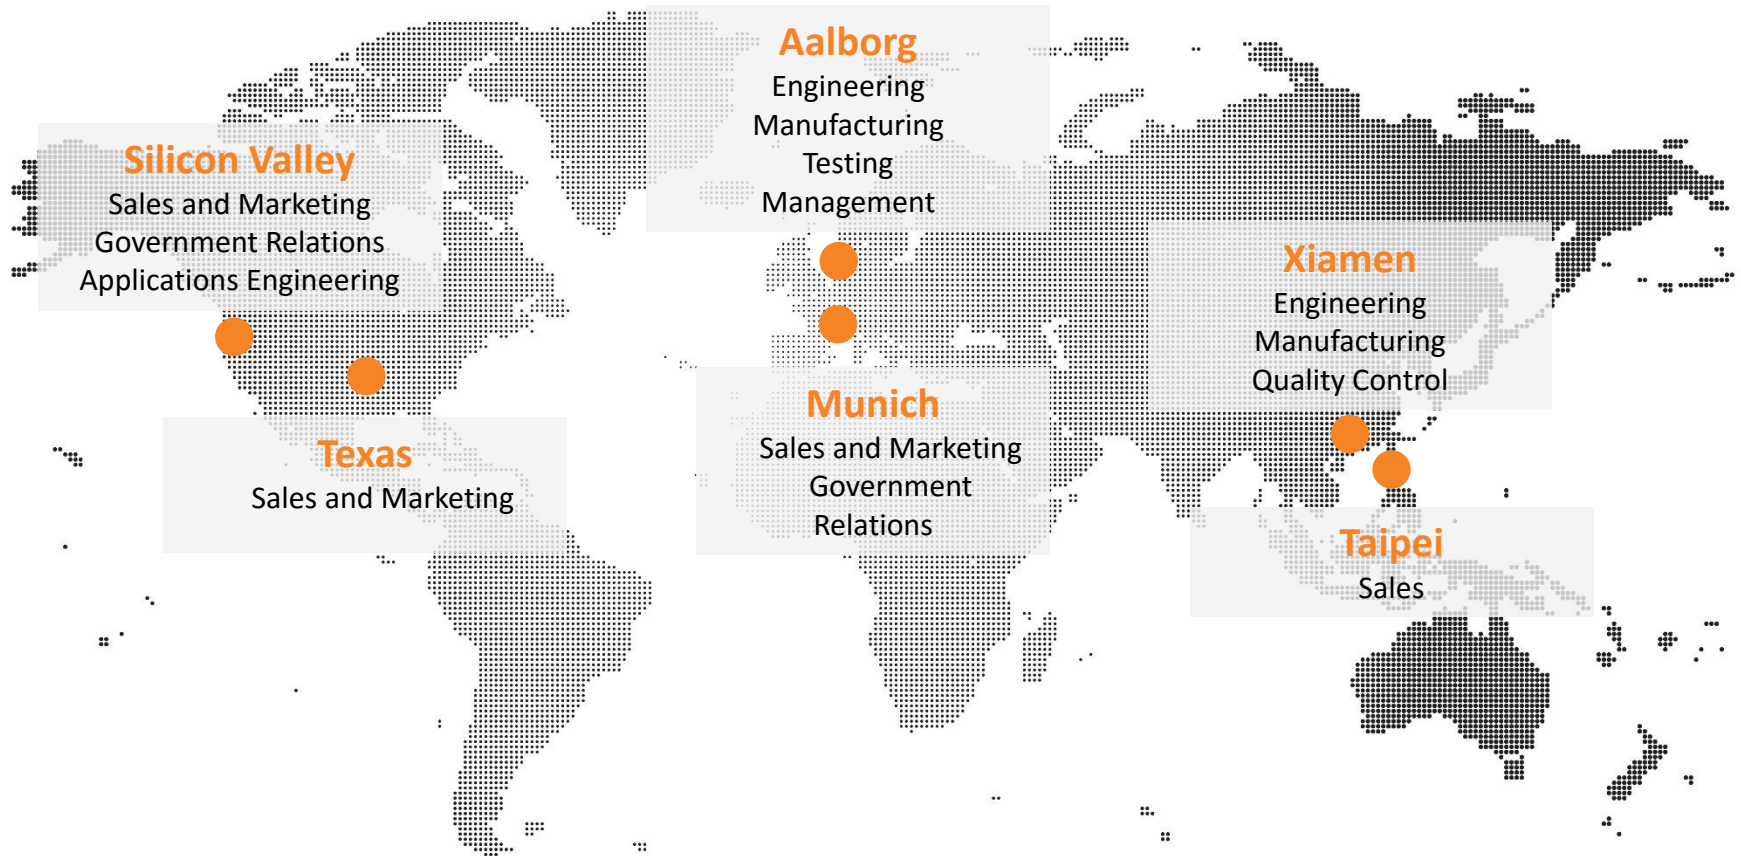 Aalborg
Engineering
Manufacturing
Testing
Management
Silicon Valley
Sales and Marketing
Government Relations
Applications Engineering
Xiamen
Engineering
Manufacturing
Quality Control
Munich
Sales and Marketing
Government
Relations
Texas
Sales and Marketing
Taipei
Sales